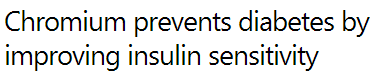 Chromium prevents diabetes by
improving insulin sensitivity